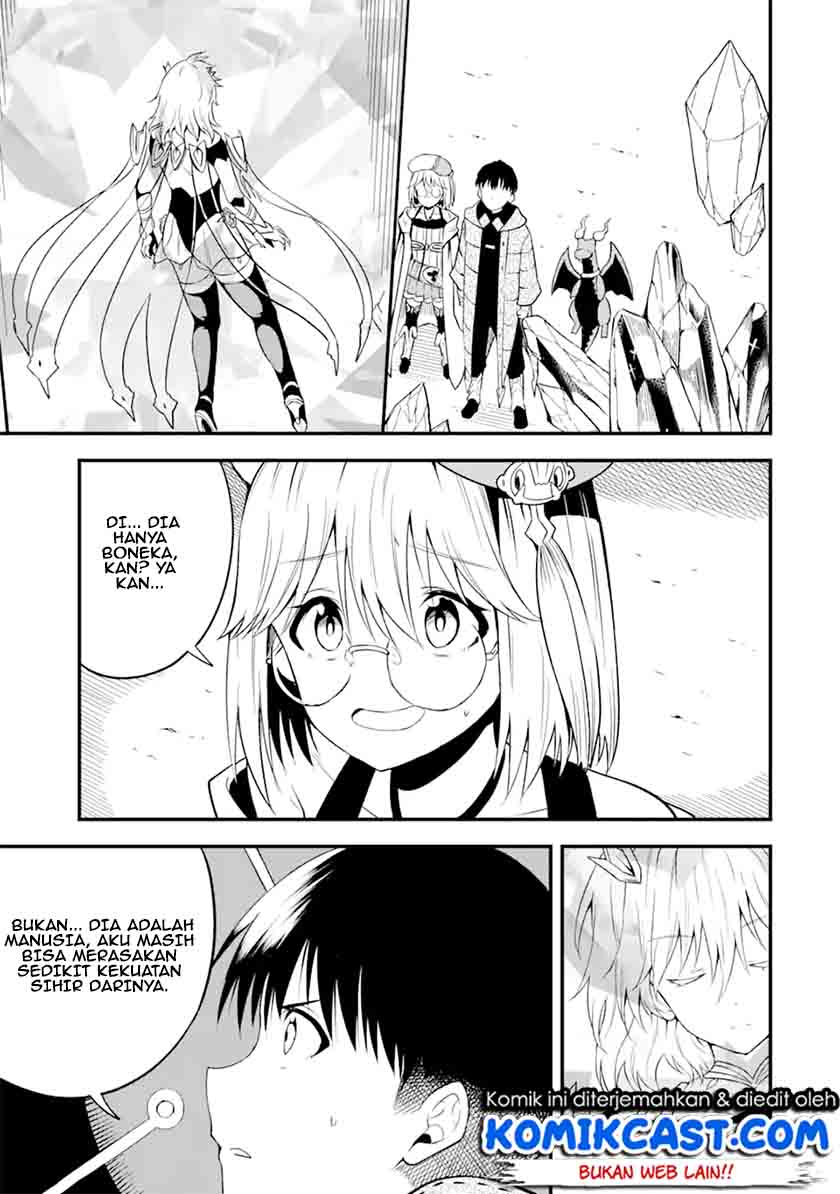 DI... DIA
HANYA
BONEKA,
KAN? YA
KAN...
BUKAN... DIA ADALAH
MANUSIA, AKU MASIH
BISA MERASAKAN
SEDIKIT KEKUATAN
SIHIR DARINYA.
Komik ini diterjemahkan & diedit oleh
KOMIKCAST.COM
BUKAN WEB LAIN!!